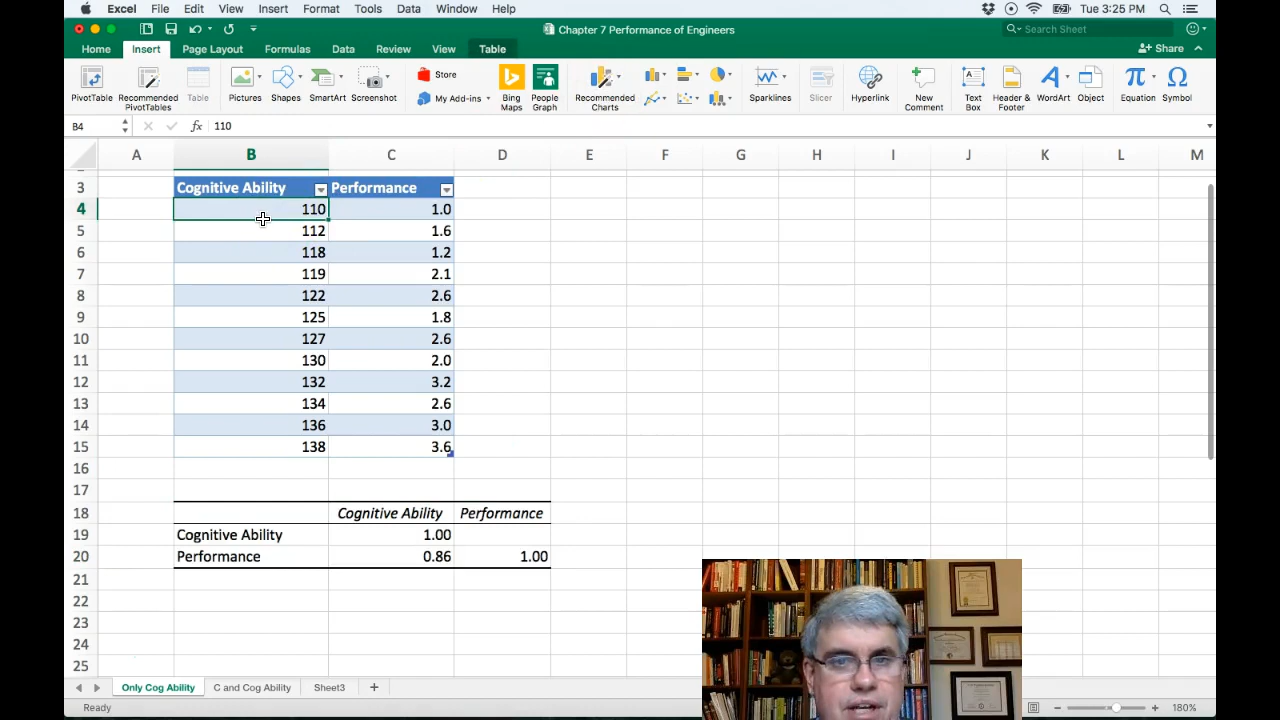 Excel File Edit View Insert Format Tools Data Window Help Tue 3:25 PM
Chapter 7 Performance of Engineers Search Sheet
Home Insert Page Layout Formulas Data Review View Table Share
Store
My Add-ins
PivotTable Recommended PivotTables Table Pictures Shapes SmartArt Screenshot Bing Maps People Graph Recommended Charts Sparklines Slicer Hyperlink New Comment Text Box Header & Footer WordArt Object Equation Symbol
B4 fx 110
A B C D E F G H I J K L M
3 Cognitive Ability Performance
4 110 1.0
5 112 1.6
6 118 1.2
7 119 2.1
8 122 2.6
9 125 1.8
10 127 2.6
11 130 2.0
12 132 3.2
13 134 2.6
14 136 3.0
15 138 3.6
16
17
18 Cognitive Ability Performance
19 Cognitive Ability 1.00
20 Performance 0.86 1.00
21
22
23
24
25
Only Cog Ability C and Cog Ability Sheet3 +
Ready 180%